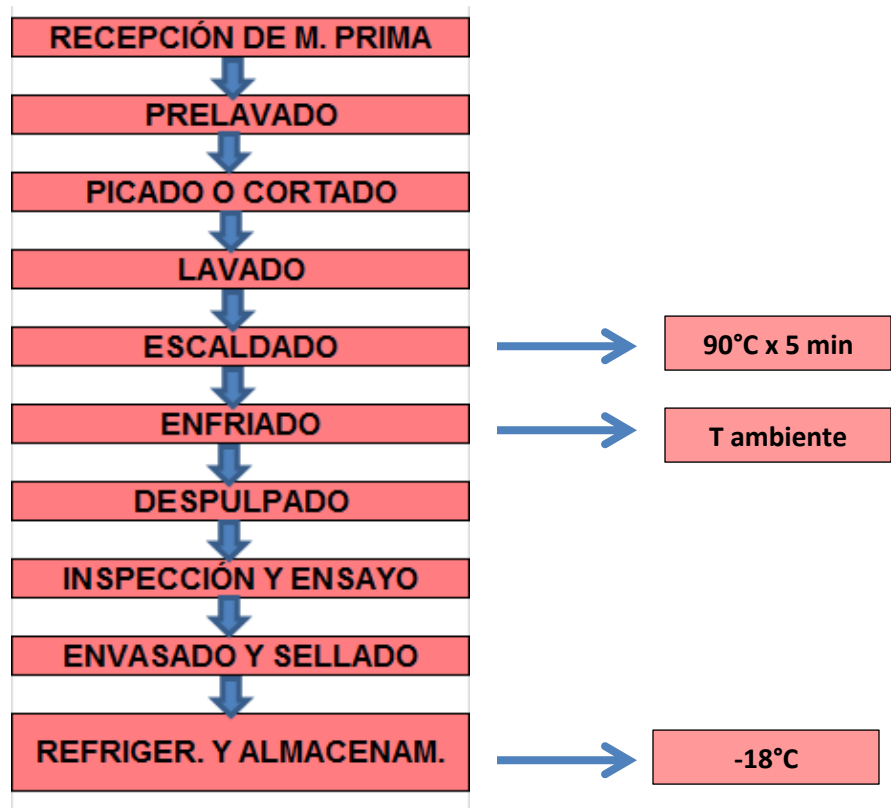 RECEPCIÓN DE M. PRIMA
PRELAVADO
PICADO O CORTADO
LAVADO
ESCALDADO
90°C x 5 min
ENFRIADO
T ambiente
DESPULPADO
INSPECCIÓN Y ENSAYO
ENVASADO Y SELLADO
REFRIGER. Y ALMACENAM.
-18°C